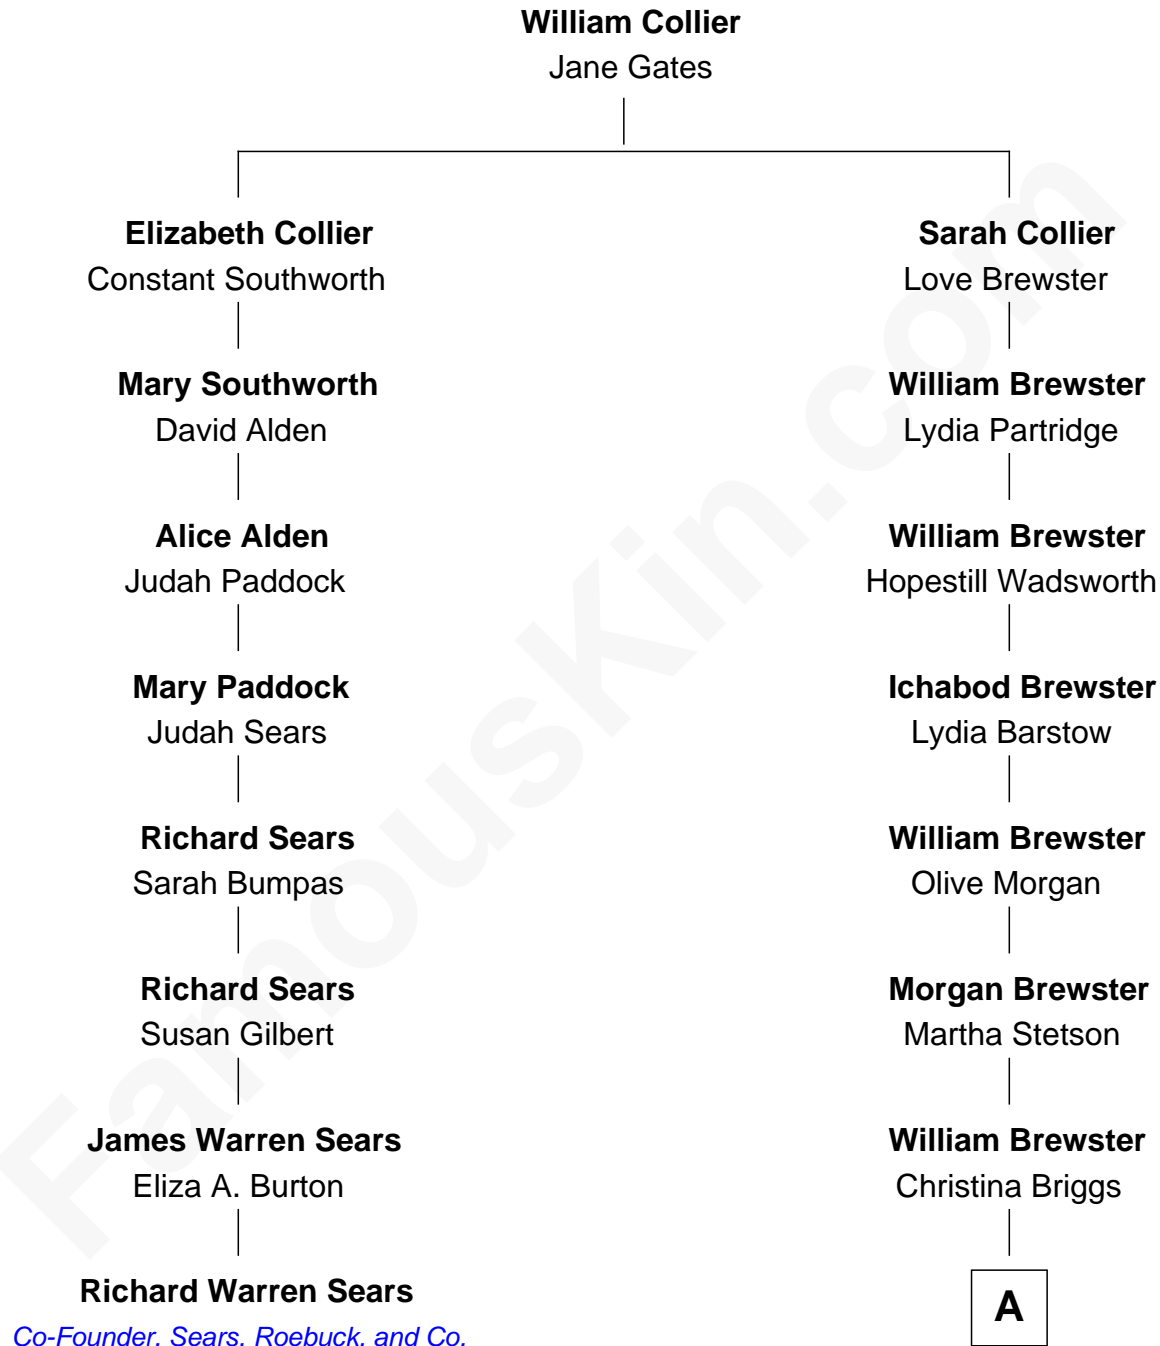 William Collier
Jane Gates
Elizabeth Collier
Constant Southworth
Sarah Collier
Love Brewster
Mary Southworth
David Alden
William Brewster
Lydia Partridge
Alice Alden
Judah Paddock
William Brewster
Hopestill Wadsworth
Mary Paddock
Judah Sears
Ichabod Brewster
Lydia Barstow
Richard Sears
Sarah Bumpas
William Brewster
Olive Morgan
Richard Sears
Susan Gilbert
Morgan Brewster
Martha Stetson
James Warren Sears
Eliza A. Burton
William Brewster
Christina Briggs
Richard Warren Sears
Co-Founder, Sears, Roebuck, and Co.
A
FamousKin.com